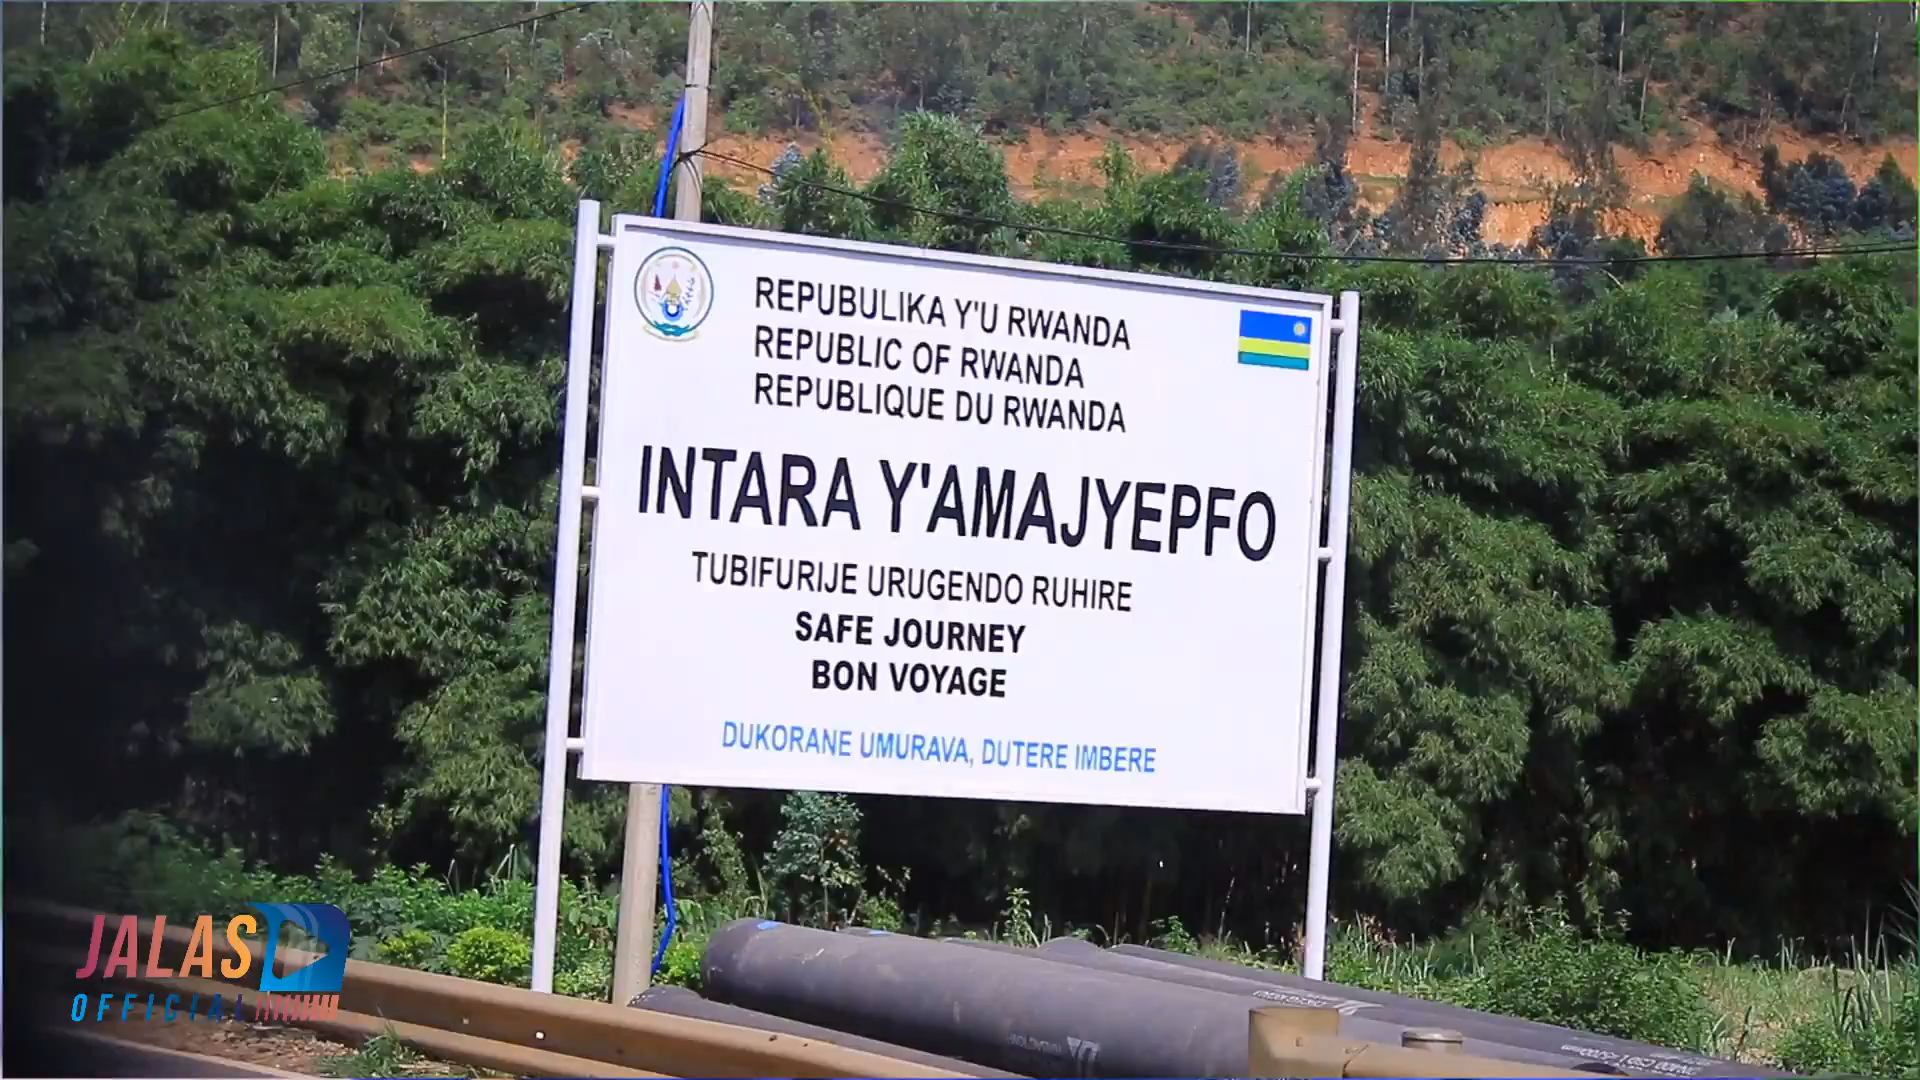 REPUBULIKA Y'U RWANDA
REPUBLIC OF RWANDA
REPUBLIQUE DU RWANDA
INTARA Y'AMAJYEPFO
TUBIFURIJE URUGENDO RUHIRE
SAFE JOURNEY
BON VOYAGE
DUKORANE UMURAVA, DUTERE IMBERE
JALAS
OFFICIAL